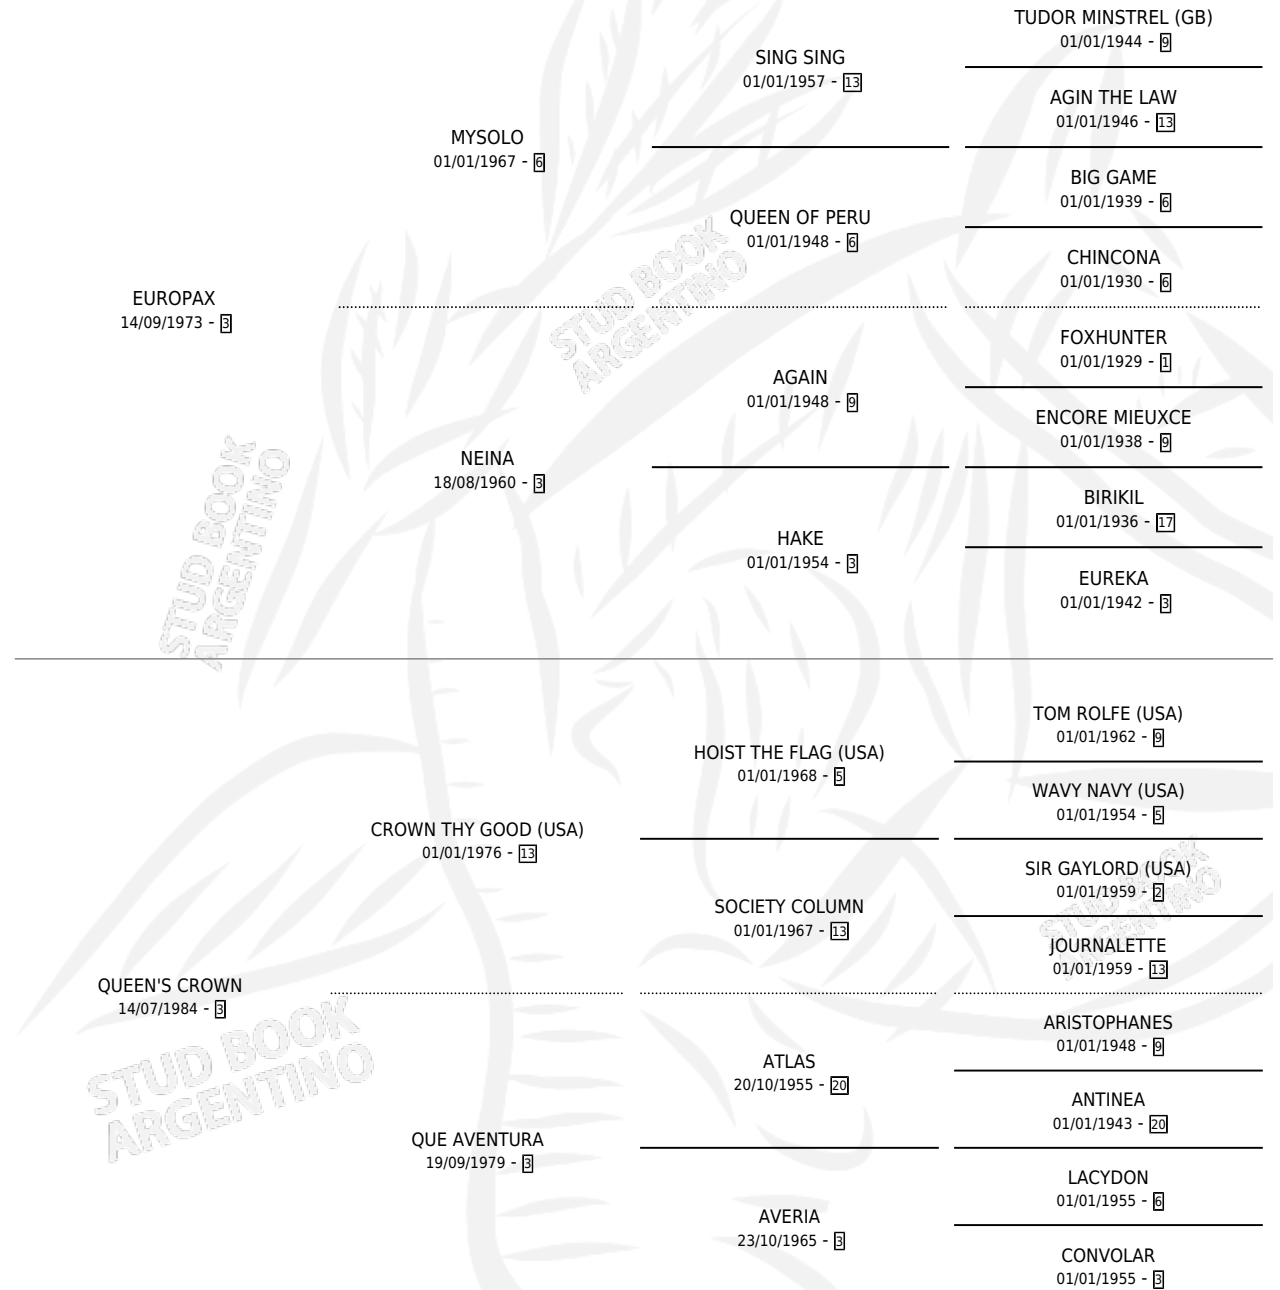 TUDOR MINSTREL (GB)
01/01/1944 - 9
SING SING
01/01/1957 - 13
AGIN THE LAW
01/01/1946 - 13
MYSOLO
01/01/1967 - 6
BIG GAME
01/01/1939 - 6
QUEEN OF PERU
01/01/1948 - 6
CHINCONA
01/01/1930 - 6
EUROPAX
14/09/1973 - 3
STUD BOOK
ARGENTINO
FOXHUNTER
01/01/1929 - 1
AGAIN
01/01/1948 - 9
ENCORE MIEUXCE
01/01/1938 - 9
NEINA
18/08/1960 - 3
BIRIKIL
01/01/1936 - 17
HAKE
01/01/1954 - 3
EUREKA
01/01/1942 - 3
STUD BOOK
ARGENTINO
TOM ROLFE (USA)
01/01/1962 - 9
HOIST THE FLAG (USA)
01/01/1968 - 5
WAVY NAVY (USA)
01/01/1954 - 5
CROWN THY GOOD (USA)
01/01/1976 - 13
SIR GAYLORD (USA)
01/01/1959 - 2
SOCIETY COLUMN
01/01/1967 - 13
STUD BOOK
ARGENTINO
JOURNALETTE
01/01/1959 - 13
QUEEN'S CROWN
14/07/1984 - 3
STUD BOOK
ARGENTINO
ARISTOPHANES
01/01/1948 - 9
ATLAS
20/10/1955 - 20
ANTINEA
01/01/1943 - 20
QUE AVENTURA
19/09/1979 - 3
LACYDON
01/01/1955 - 6
AVERIA
23/10/1965 - 3
CONVOLAR
01/01/1955 - 3